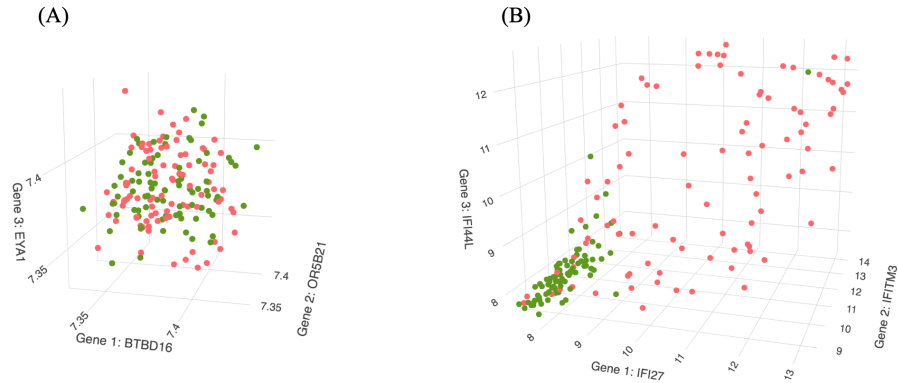 (A)
(B)
7.4
7.35
Gene 3: EYA1
7.35
7.4
Gene 1: BTBD16
7.4
7.35
Gene 2: OR5B21
12
11
10
9
8
Gene 3: IFI44L
8
9
10
11
12
13
Gene 1: IFI27
14
13
12
11
10
9
Gene 2: IFITM3